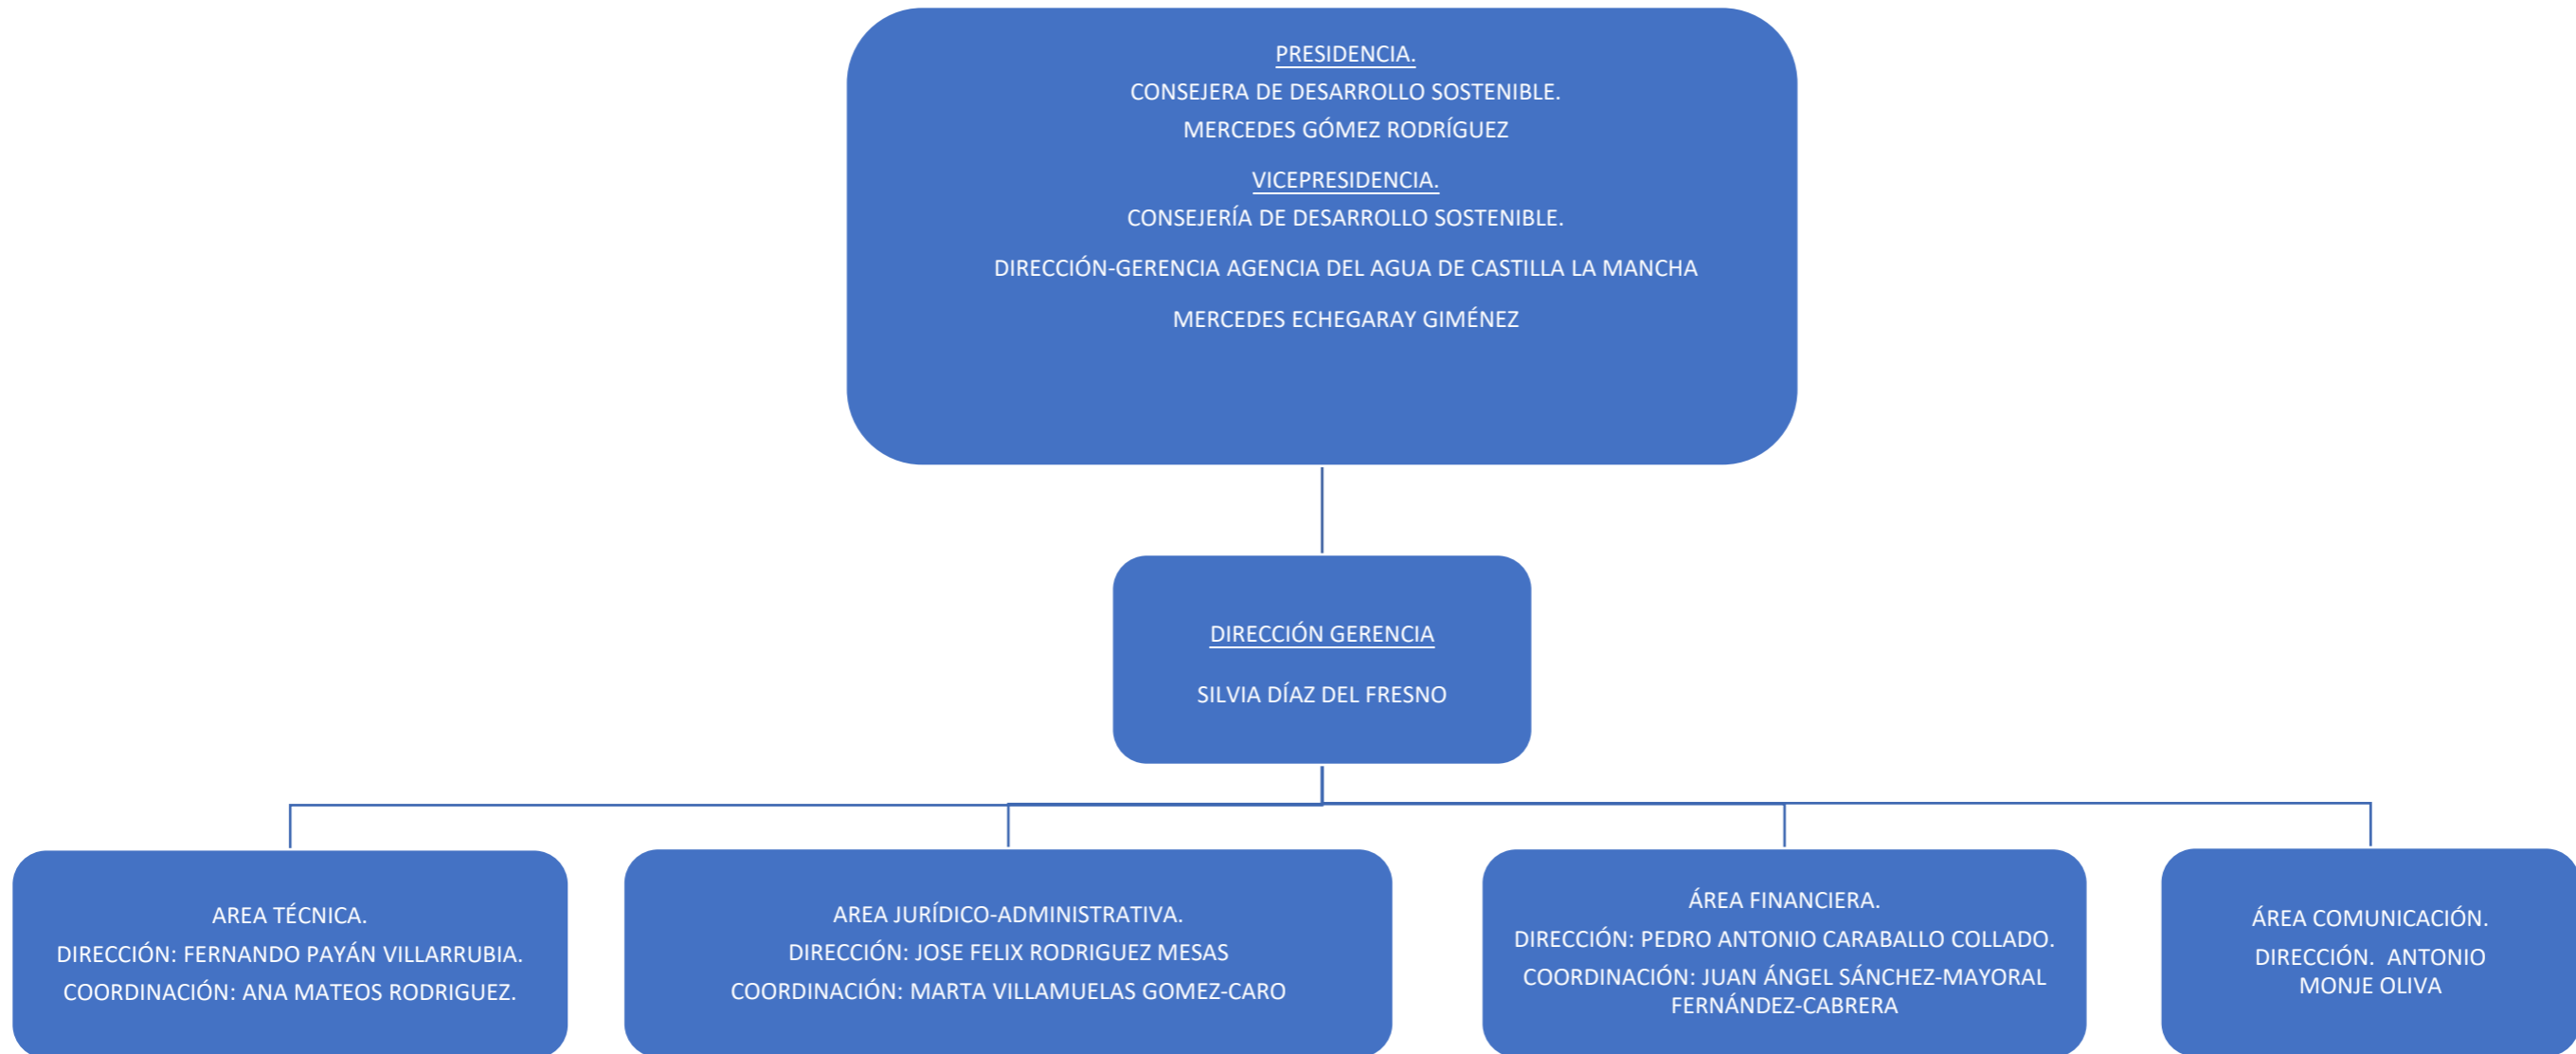 PRESIDENCIA.
CONSEJERA DE DESARROLLO SOSTENIBLE.
MERCEDES GÓMEZ RODRÍGUEZ
VICEPRESIDENCIA.
CONSEJERÍA DE DESARROLLO SOSTENIBLE.
DIRECCIÓN-GERENCIA AGENCIA DEL AGUA DE CASTILLA LA MANCHA
MERCEDES ECHEGARAY GIMÉNEZ
DIRECCIÓN GERENCIA
SILVIA DÍAZ DEL FRESNO
AREA TÉCNICA.
DIRECCIÓN: FERNANDO PAYÁN VILLARRUBIA.
COORDINACIÓN: ANA MATEOS RODRIGUEZ.
AREA JURÍDICO-ADMINISTRATIVA.
DIRECCIÓN: JOSE FELIX RODRIGUEZ MESAS
COORDINACIÓN: MARTA VILLAMUELAS GOMEZ-CARO
ÁREA FINANCIERA.
DIRECCIÓN: PEDRO ANTONIO CARABALLO COLLADO.
COORDINACIÓN: JUAN ÁNGEL SÁNCHEZ-MAYORAL
FERNÁNDEZ-CABRERA
ÁREA COMUNICACIÓN.
DIRECCIÓN.  ANTONIO
MONJE OLIVA